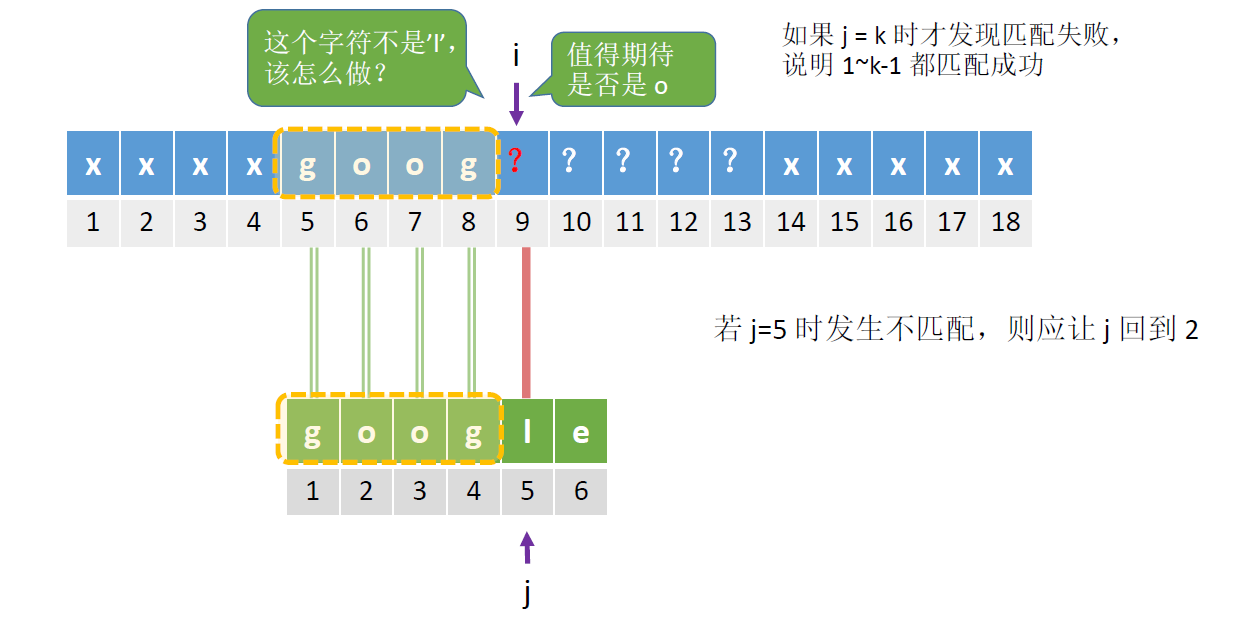 这个字符不是'l'，
该怎么做？
i
值得期待
是否是 o
如果 j = k 时才发现匹配失败，
说明 1~k-1 都匹配成功
x x x x g o o g ? ? ? ? ? x x x x x
1 2 3 4 5 6 7 8 9 10 11 12 13 14 15 16 17 18
若 j=5 时发生不匹配，则应让 j 回到 2
g o o g l e
1 2 3 4 5 6
j